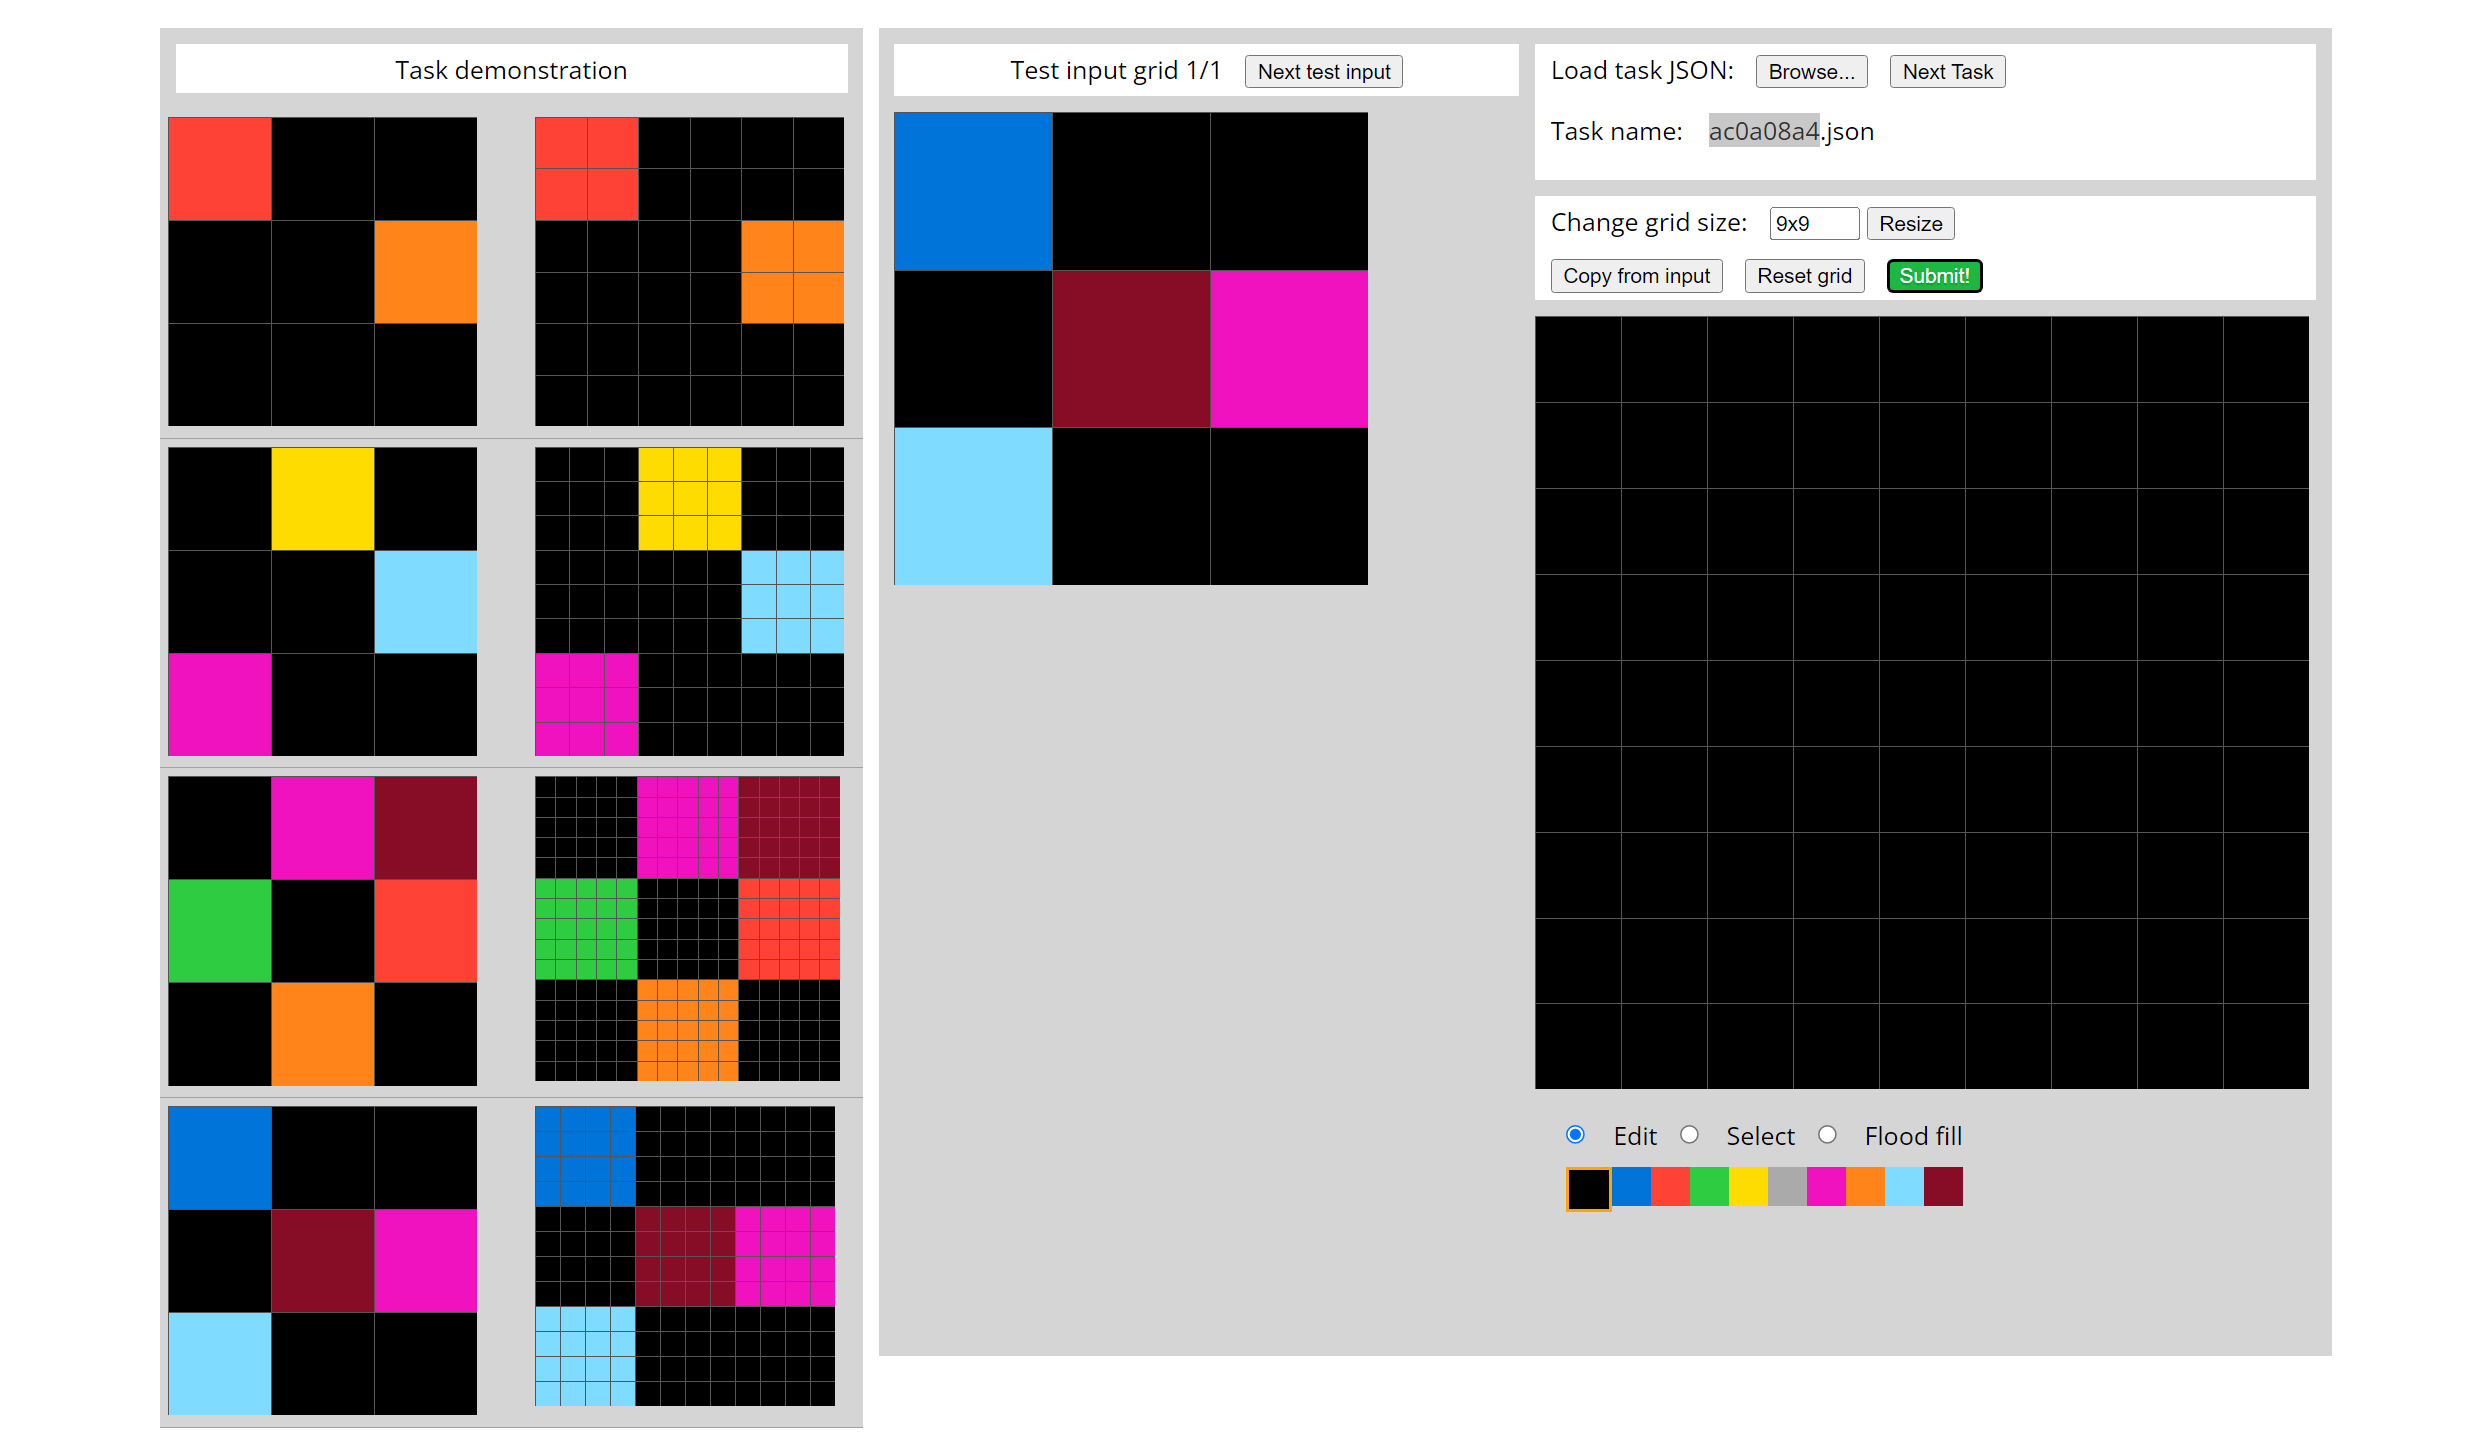 Task demonstration
Test input grid 1/1 Next test input
Load task JSON: Browse... Next Task
Task name: ac0a08a4.json
Change grid size: 9x9 Resize
Copy from input Reset grid Submit!
Edit Select Flood fill